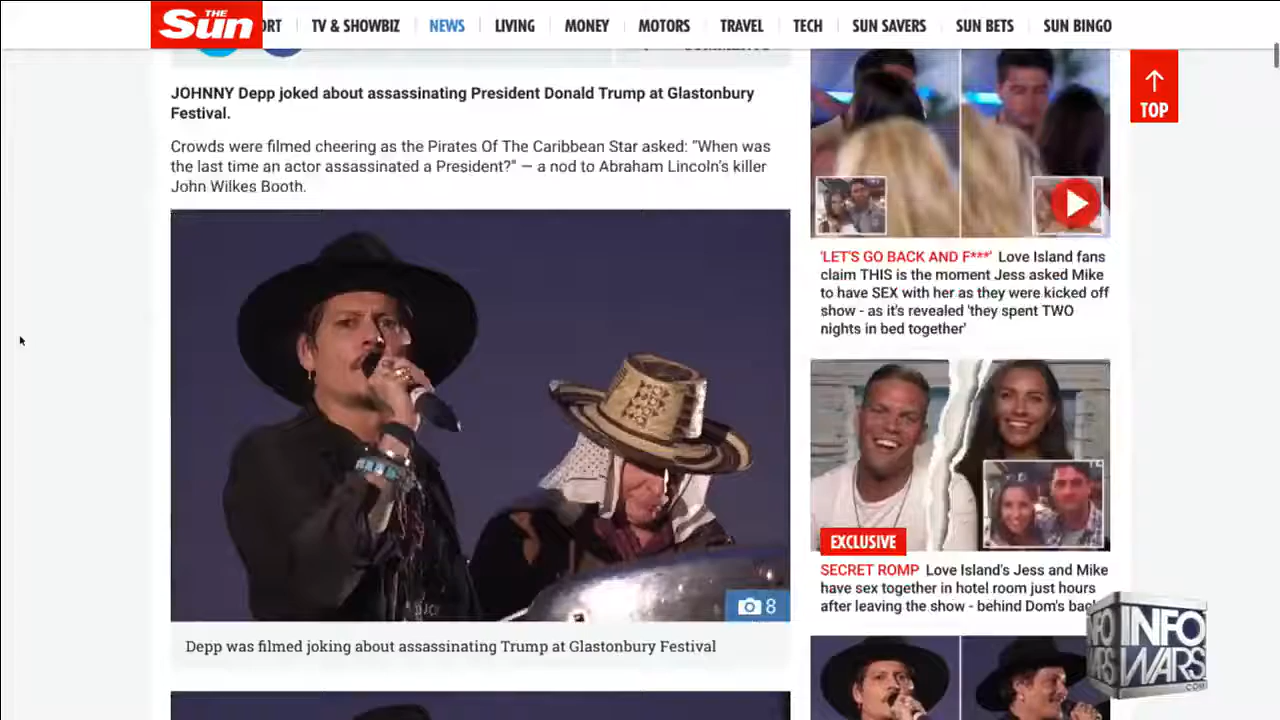 THE
Sun
ORT
TV & SHOWBIZ
NEWS
LIVING
MONEY
MOTORS
TRAVEL
TECH
SUN SAVERS
SUN BETS
SUN BINGO
TOP
JOHNNY Depp joked about assassinating President Donald Trump at Glastonbury
Festival.
Crowds were filmed cheering as the Pirates Of The Caribbean Star asked: "When was
the last time an actor assassinated a President?" — a nod to Abraham Lincoln's killer
John Wilkes Booth.
8
Depp was filmed joking about assassinating Trump at Glastonbury Festival
'LET'S GO BACK AND F***' Love Island fans
claim THIS is the moment Jess asked Mike
to have SEX with her as they were kicked off
show - as it's revealed 'they spent TWO
nights in bed together'
EXCLUSIVE
SECRET ROMP Love Island's Jess and Mike
have sex together in hotel room just hours
after leaving the show - behind Dom's bac
INFO
WARS
.COM